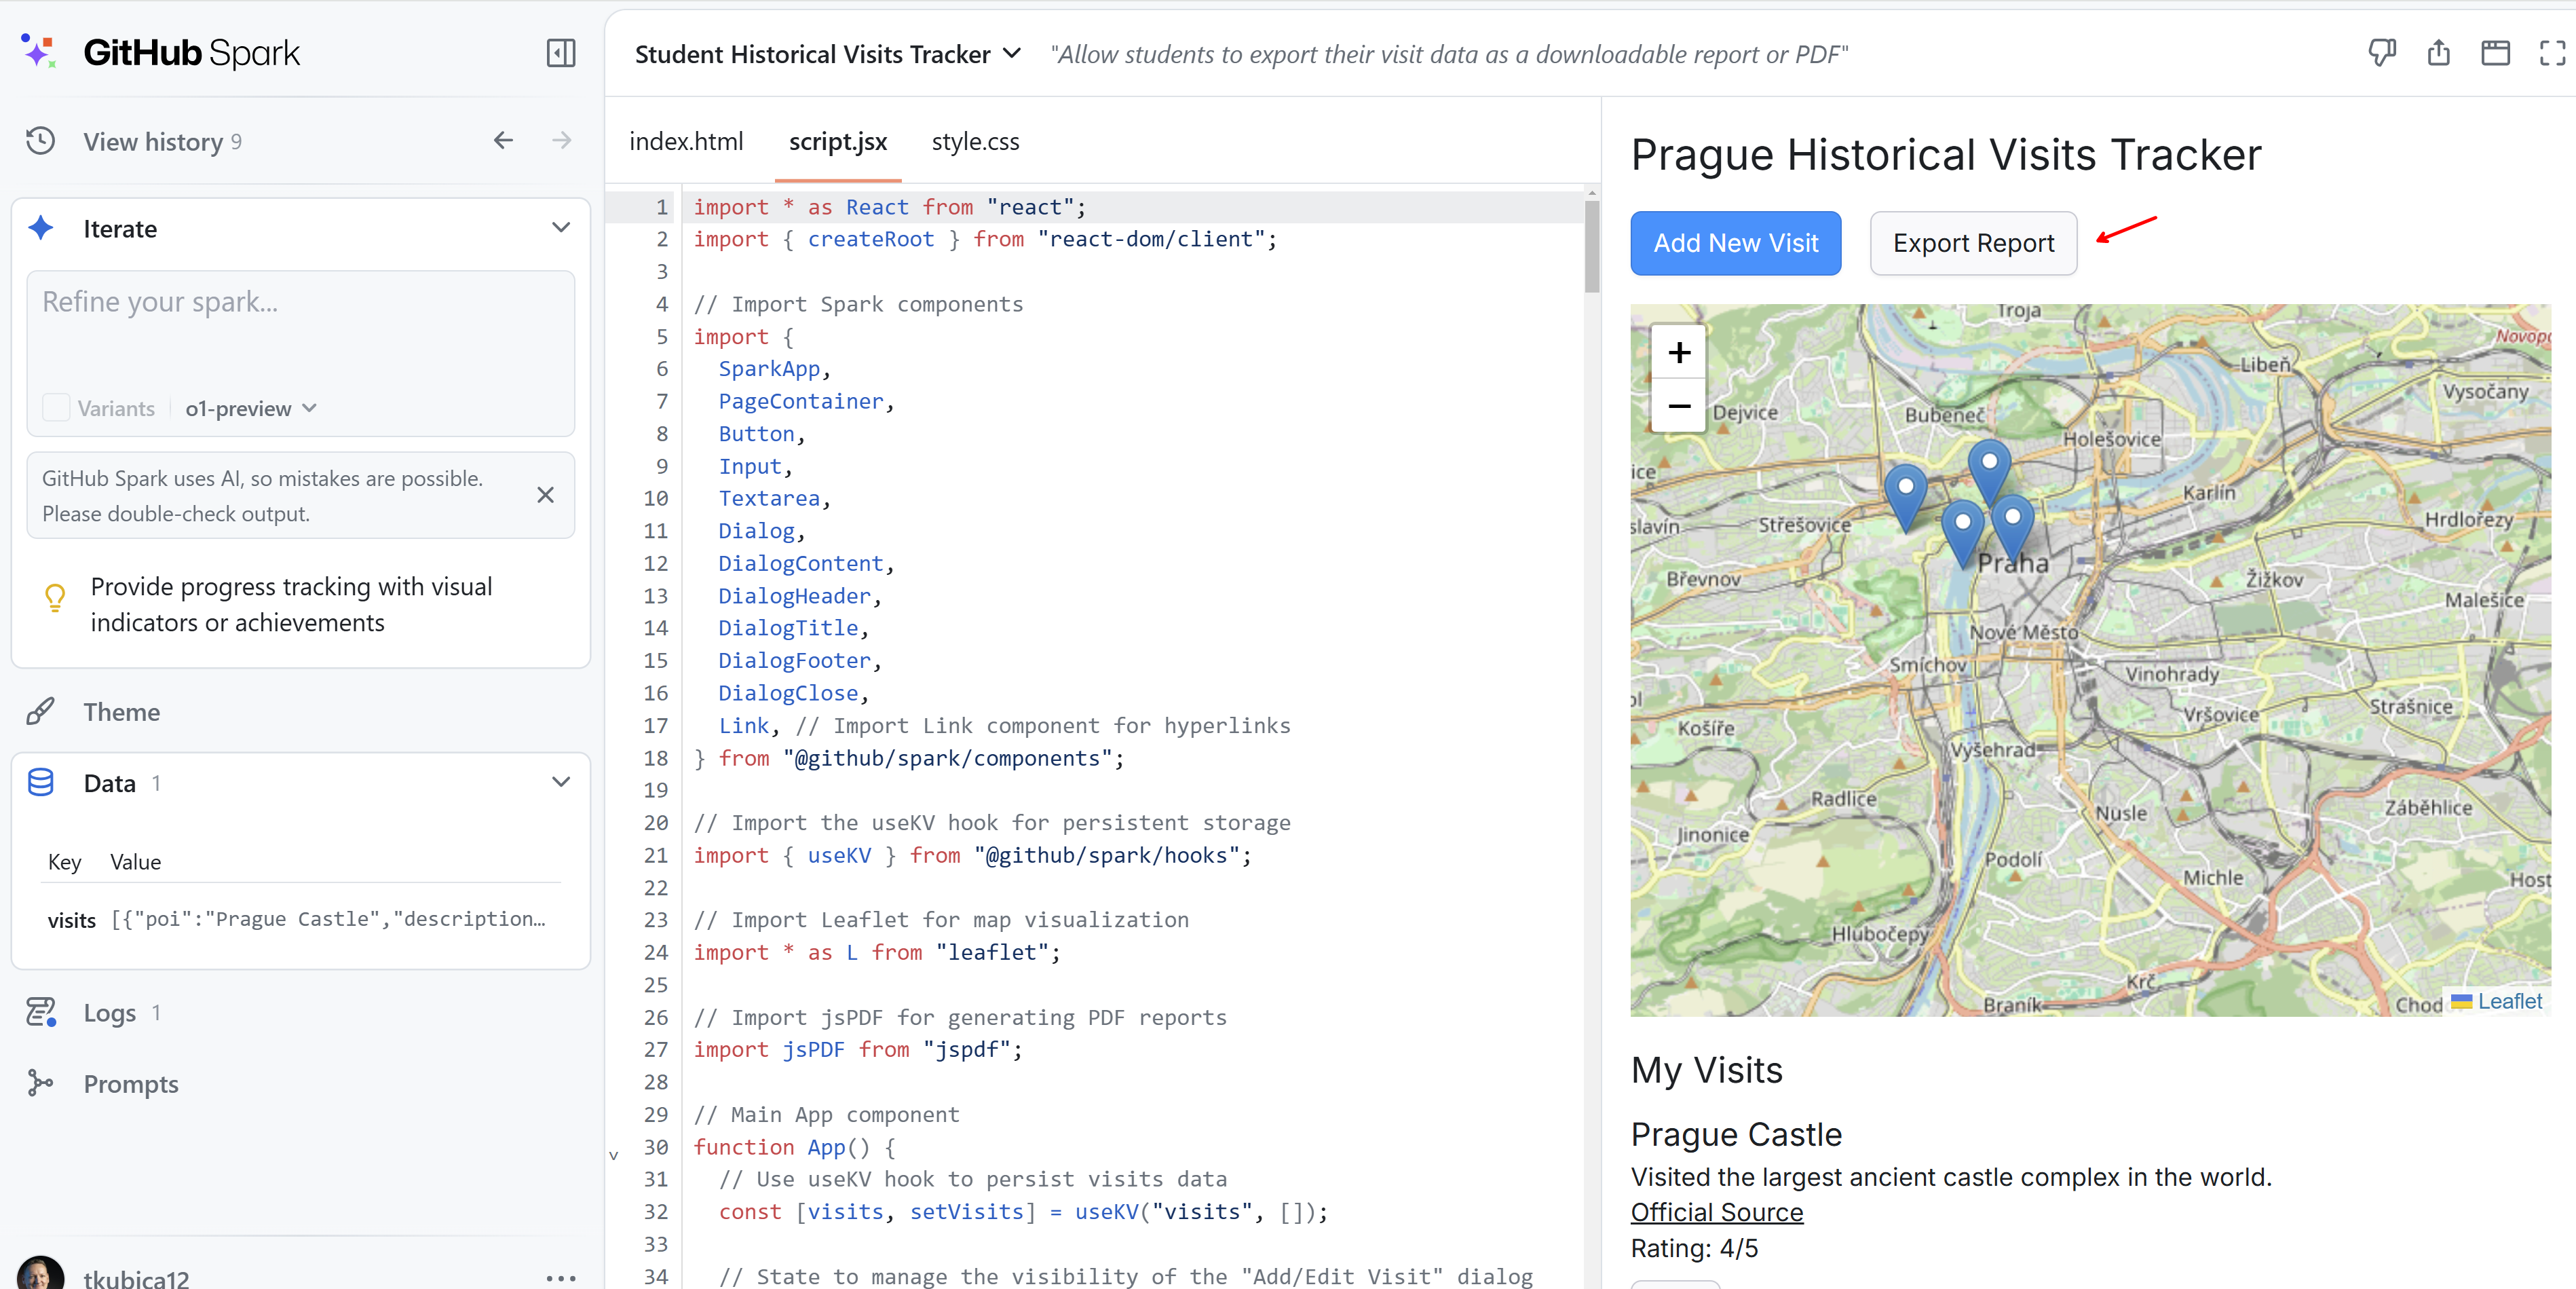 GitHub Spark
View history 9
Iterate
Refine your spark...
Variants
o1-preview
GitHub Spark uses AI, so mistakes are possible.
Please double-check output.
Provide progress tracking with visual
indicators or achievements
Theme
Data 1
Key Value
visits [{"poi":"Prague Castle","description...
Logs 1
Prompts
tkubica12
Student Historical Visits Tracker
"Allow students to export their visit data as a downloadable report or PDF"
index.html script.jsx style.css
1 import * as React from "react";
2 import { createRoot } from "react-dom/client";
3
4 // Import Spark components
5 import {
6 SparkApp,
7 PageContainer,
8 Button,
9 Input,
10 Textarea,
11 Dialog,
12 DialogContent,
13 DialogHeader,
14 DialogTitle,
15 DialogFooter,
16 DialogClose,
17 Link, // Import Link component for hyperlinks
18 } from "@github/spark/components";
19
20 // Import the useKV hook for persistent storage
21 import { useKV } from "@github/spark/hooks";
22
23 // Import Leaflet for map visualization
24 import * as L from "leaflet";
25
26 // Import jsPDF for generating PDF reports
27 import jsPDF from "jspdf";
28
29 // Main App component
30 function App() {
31 // Use useKV hook to persist visits data
32 const [visits, setVisits] = useKV("visits", []);
33
34 // State to manage the visibility of the "Add/Edit Visit" dialog
Prague Historical Visits Tracker
Add New Visit
Export Report
+
−
Troja
Novop
Libeň
Vysočany
Dejvice
Bubeneč
Holešovice
ice
Karlín
slavín
Střešovice
Hrdlořezy
Praha
Břevnov
Žižkov
Malešice
Nové Město
Smíchov
Vinohrady
ol
Košíře
Vršovice
Strašnice
Vyšehrad
Radlice
Nusle
Záběhlice
Jinonice
Podolí
Michle
Host
Hlubočepy
Krč
Braník
Chod
Leaflet
My Visits
Prague Castle
Visited the largest ancient castle complex in the world.
Official Source
Rating: 4/5